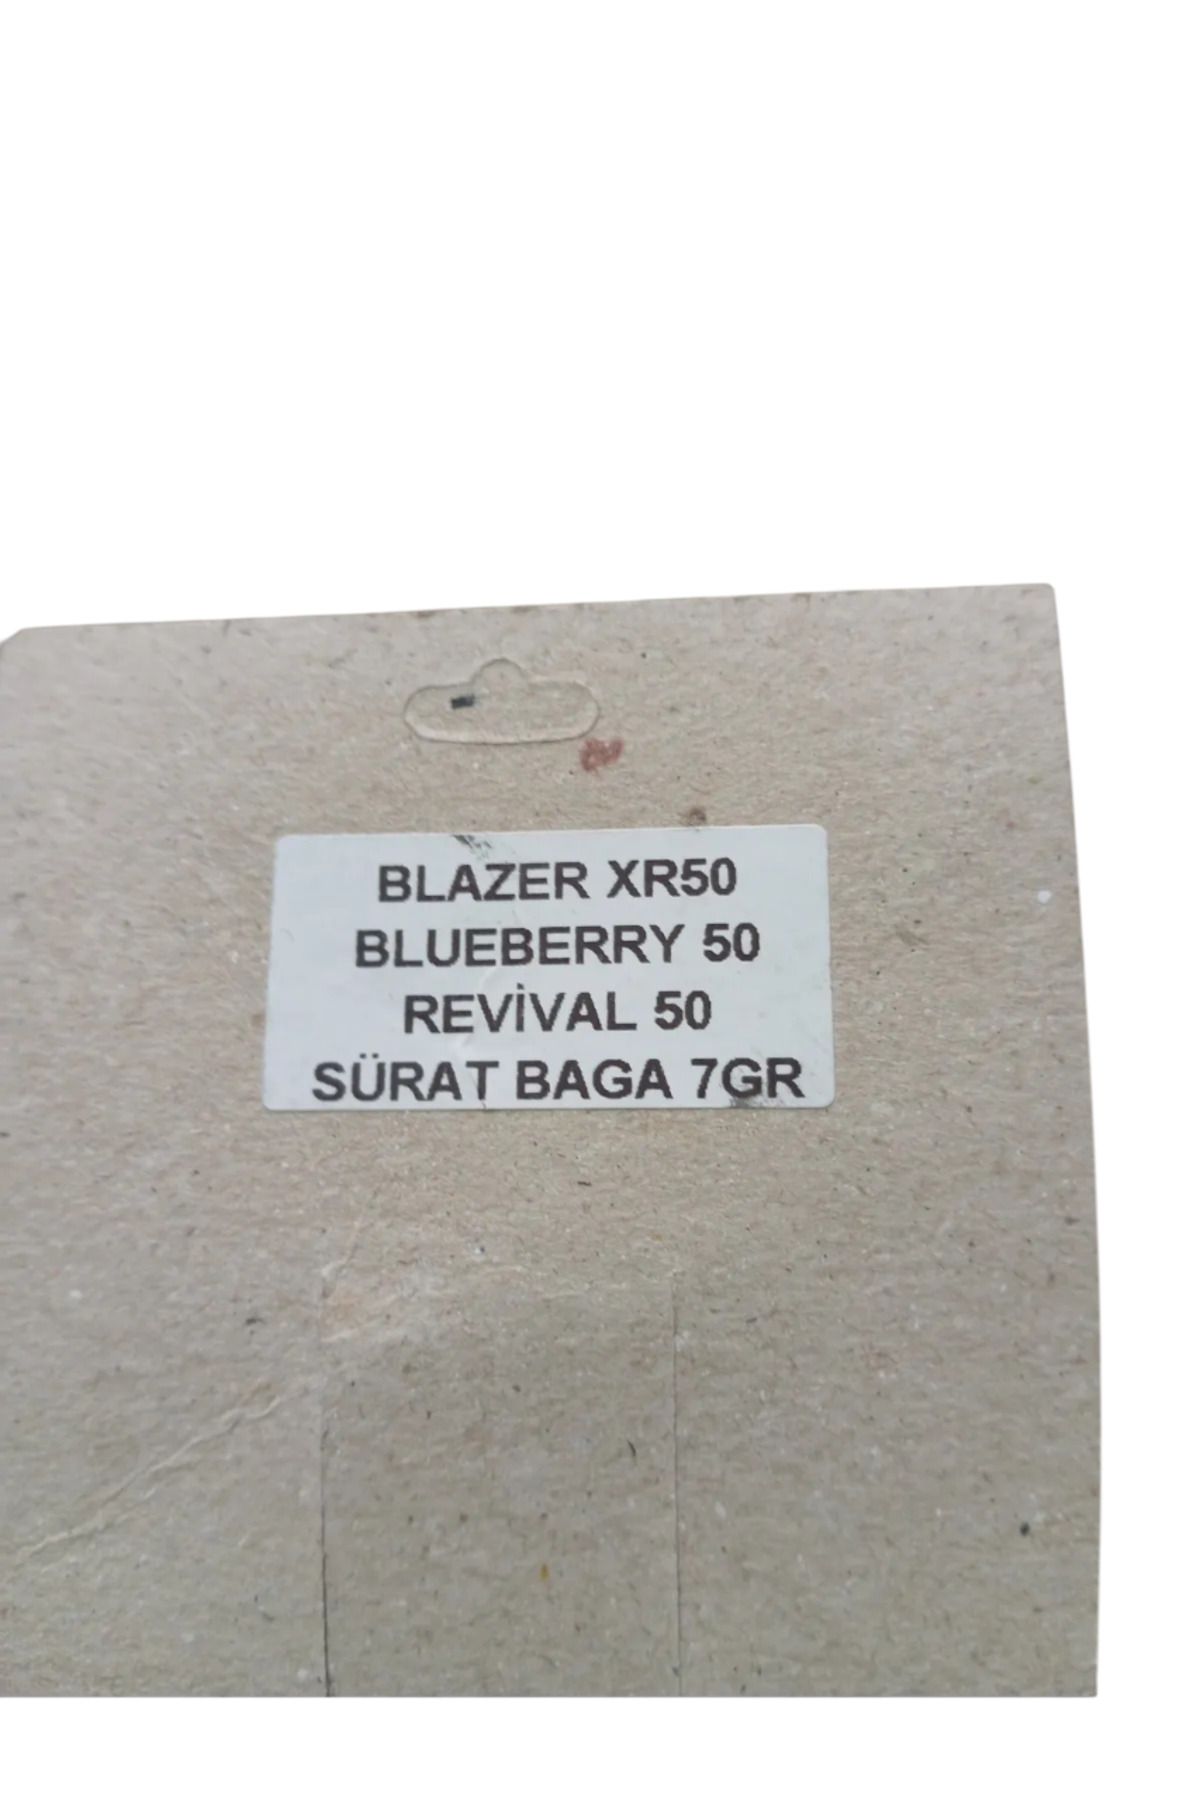 BLAZER XR50
BLUEBERRY 50
REVİVAL 50
SÜRAT BAGA 7GR